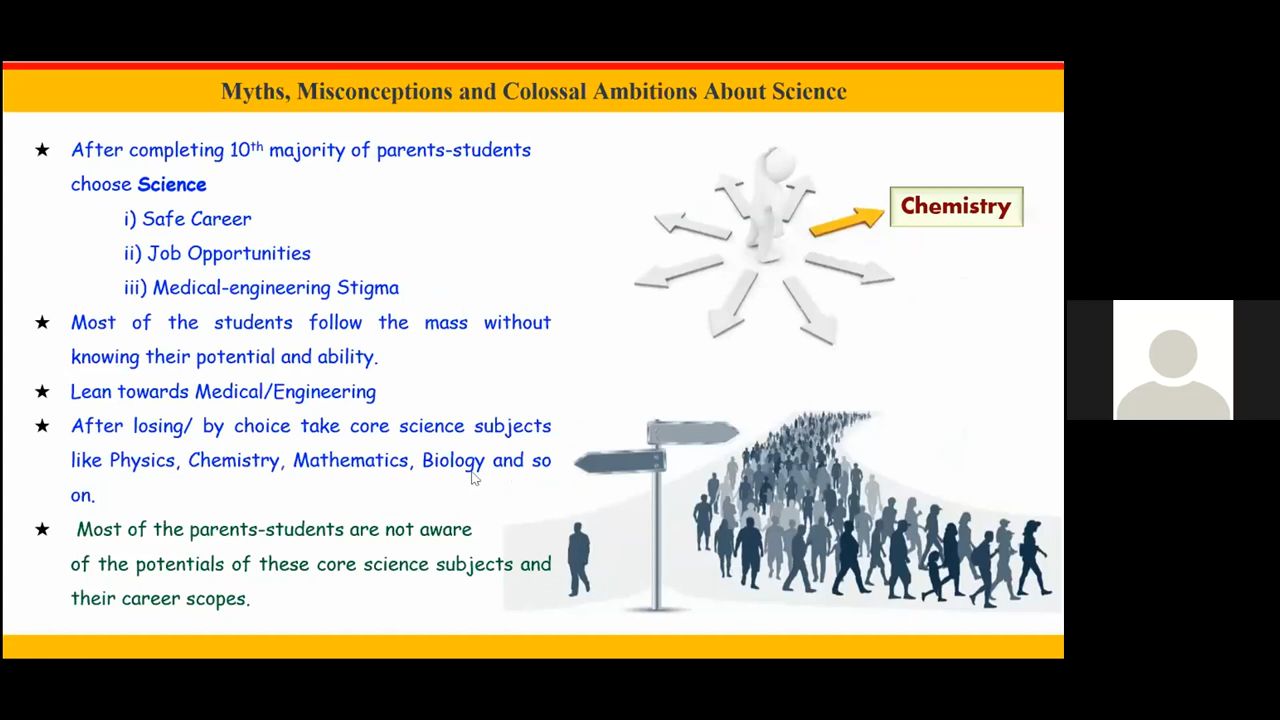 Myths, Misconceptions and Colossal Ambitions About Science
★ After completing 10th majority of parents-students
choose Science
i) Safe Career
ii) Job Opportunities
iii) Medical-engineering Stigma
★ Most of the students follow the mass without
knowing their potential and ability.
★ Lean towards Medical/Engineering
★ After losing/ by choice take core science subjects
like Physics, Chemistry, Mathematics, Biology and so
on.
★ Most of the parents-students are not aware
of the potentials of these core science subjects and
their career scopes.
Chemistry